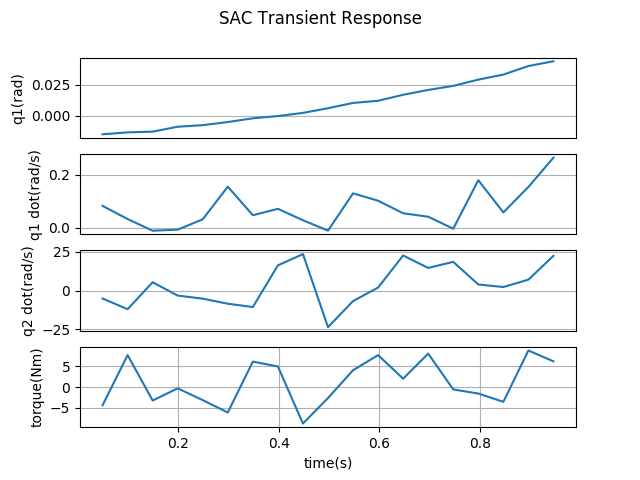 SAC Transient Response
q1(rad)
0.025
0.000
q1 dot(rad/s)
0.2
0.0
q2 dot(rad/s)
25
0
−25
torque(Nm)
5
0
−5
0.2 0.4 0.6 0.8
time(s)